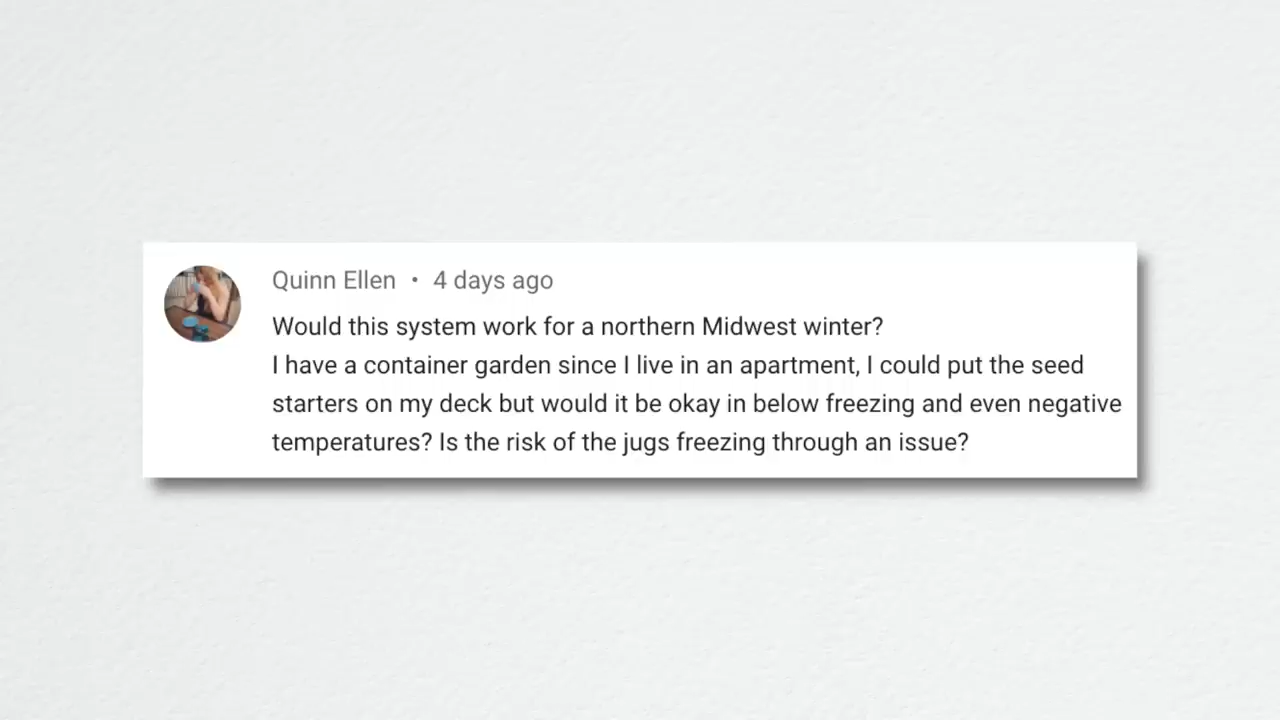 Quinn Ellen • 4 days ago
Would this system work for a northern Midwest winter?
I have a container garden since I live in an apartment, I could put the seed
starters on my deck but would it be okay in below freezing and even negative
temperatures? Is the risk of the jugs freezing through an issue?